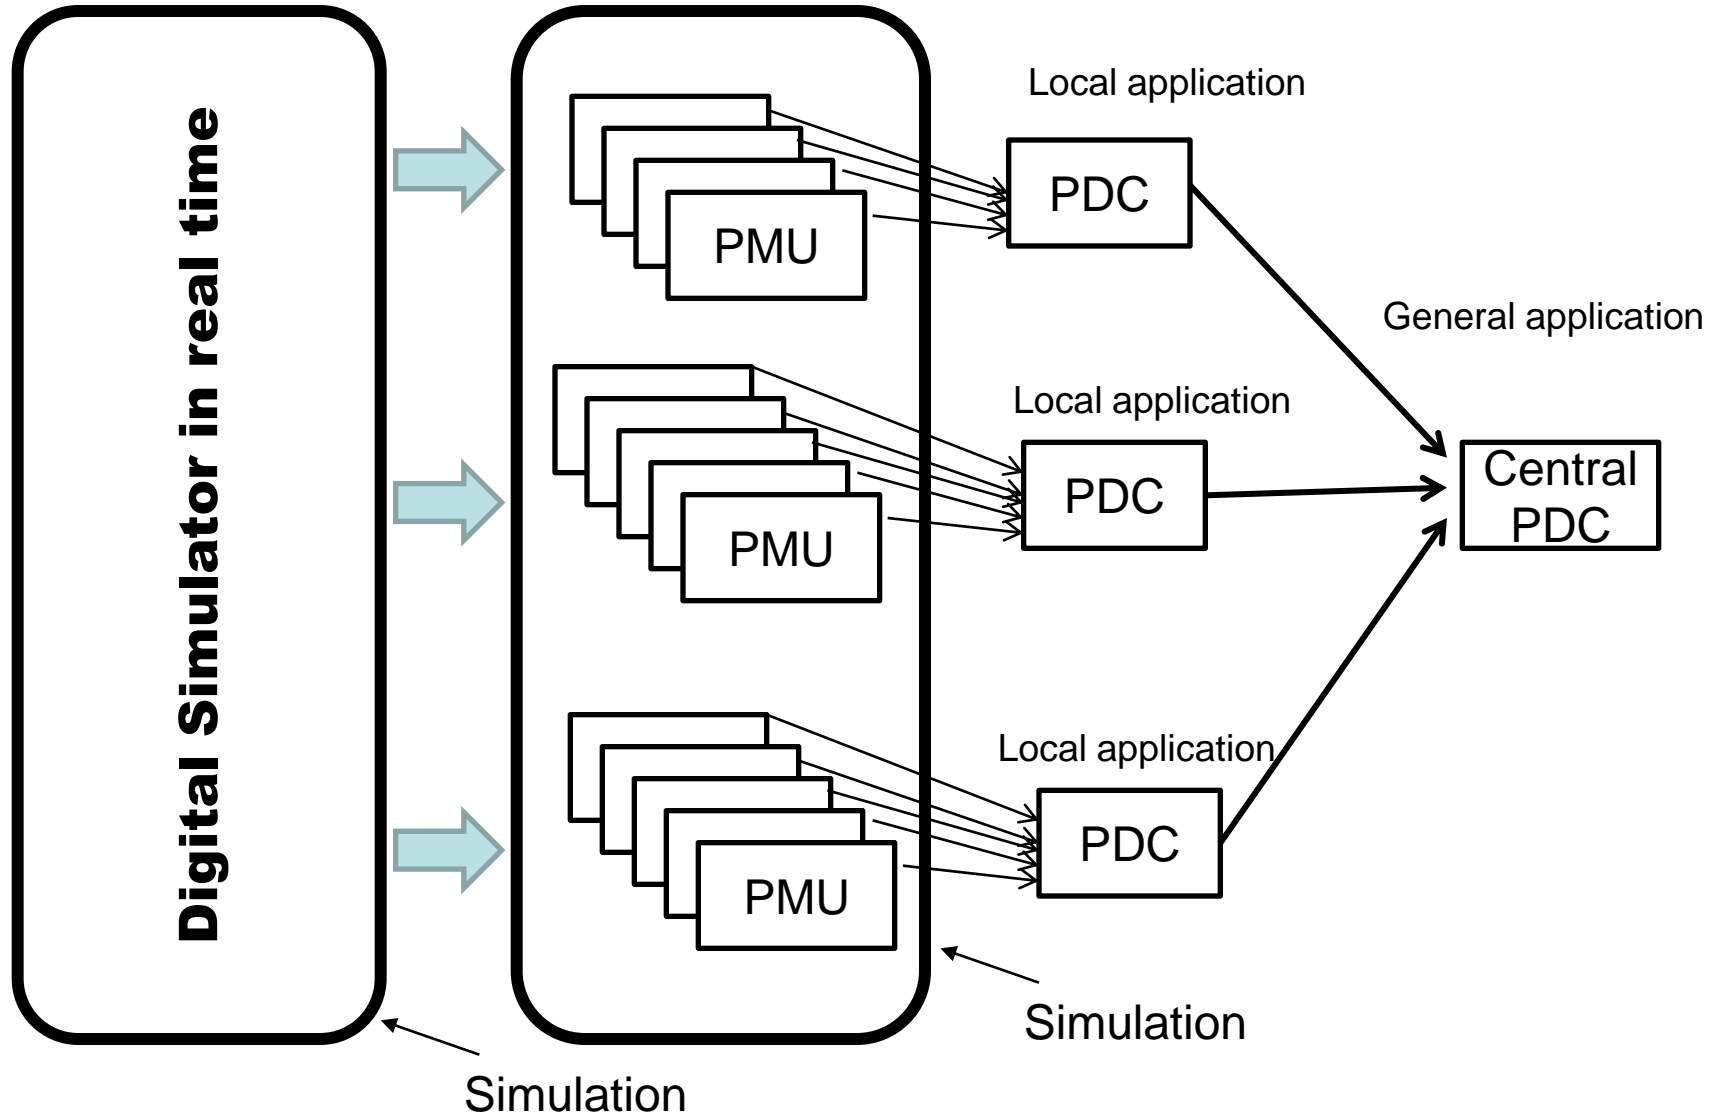 Digital Simulator in real time
Local application
PDC
PMU
General application
Local application
PDC
Central
PDC
PMU
Local application
PDC
PMU
Simulation
Simulation